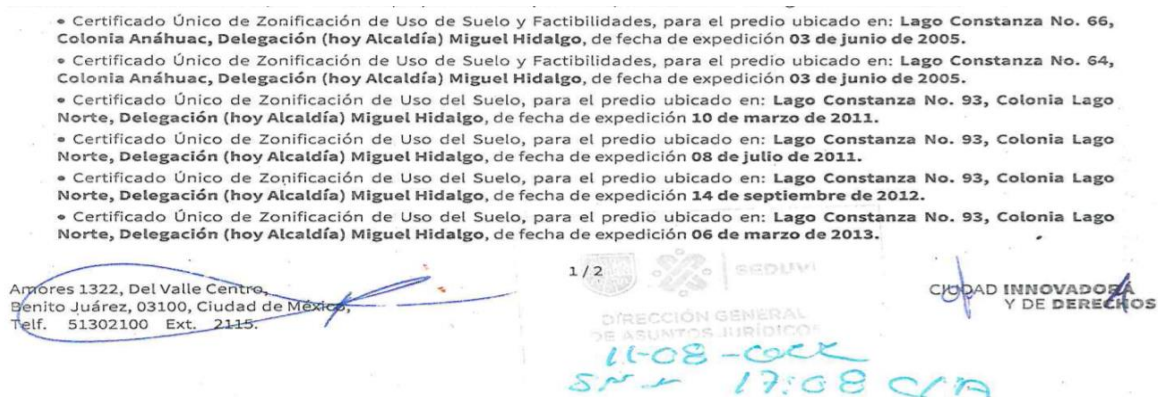 • Certificado Único de Zonificación de Uso de Suelo y Factibilidades, para el predio ubicado en: Lago Constanza No. 66,
Colonia Anáhuac, Delegación (hoy Alcaldía) Miguel Hidalgo, de fecha de expedición 03 de junio de 2005.
• Certificado Único de Zonificación de Uso de Suelo y Factibilidades, para el predio ubicado en: Lago Constanza No. 64,
Colonia Anáhuac, Delegación (hoy Alcaldía) Miguel Hidalgo, de fecha de expedición 03 de junio de 2005.
• Certificado Único de Zonificación de Uso del Suelo, para el predio ubicado en: Lago Constanza No. 93, Colonia Lago
Norte, Delegación (hoy Alcaldía) Miguel Hidalgo, de fecha de expedición 10 de marzo de 2011.
• Certificado Único de Zonificación de Uso del Suelo, para el predio ubicado en: Lago Constanza No. 93, Colonia Lago
Norte, Delegación (hoy Alcaldía) Miguel Hidalgo, de fecha de expedición 08 de julio de 2011.
• Certificado Único de Zonificación de Uso del Suelo, para el predio ubicado en: Lago Constanza No. 93, Colonia Lago
Norte, Delegación (hoy Alcaldía) Miguel Hidalgo, de fecha de expedición 14 de septiembre de 2012.
• Certificado Único de Zonificación de Uso del Suelo, para el predio ubicado en: Lago Constanza No. 93, Colonia Lago
Norte, Delegación (hoy Alcaldía) Miguel Hidalgo, de fecha de expedición 06 de marzo de 2013.
1/2
Amores 1322, Del Valle Centro,
Benito Juárez, 03100, Ciudad de México,
Telf. 51302100 Ext. 2115.
SEDUVI
DIRECCIÓN GENERAL
DE ASUNTOS JURÍDICOS
CIUDAD INNOVADORA
Y DE DERECHOS
11-08-
17:08